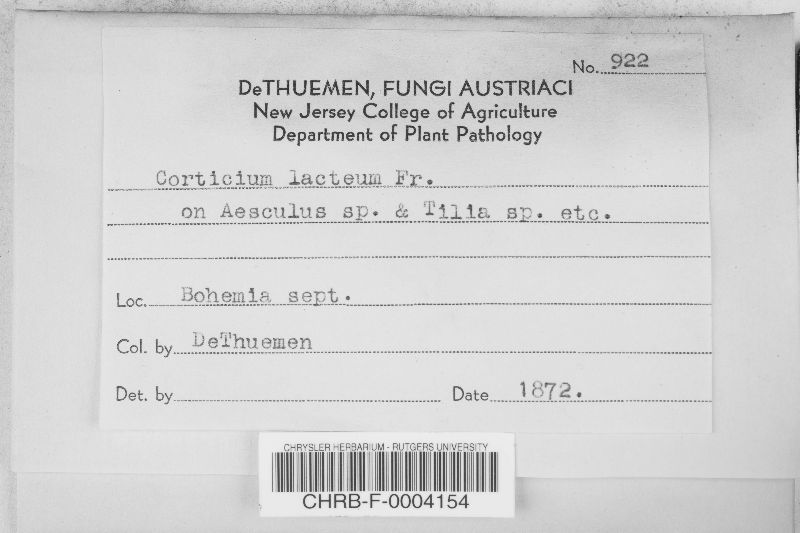 No. 922
DeTHUEMEN, FUNGI AUSTRIACI
New Jersey College of Agriculture
Department of Plant Pathology
Corticium lacteum Fr.
on Aesculus sp. & Tilia sp. etc.
Loc. Bohemia sept.
Col. by DeThuemen
Det. by
Date 1872.
CHRYSLER HERBARIUM - RUTGERS UNIVERSITY
CHRB-F-0004154